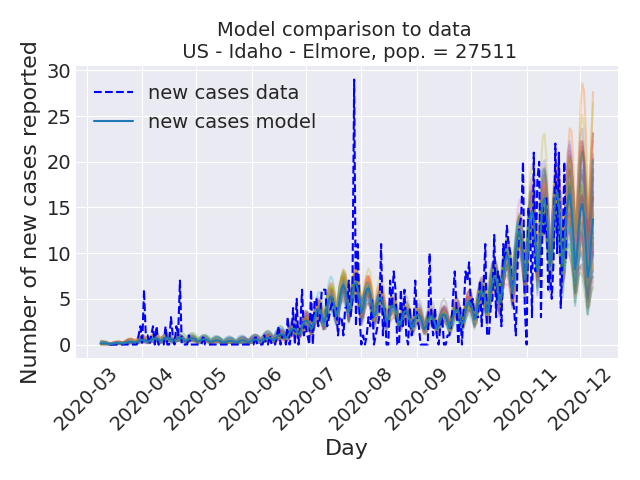 Model comparison to data
US - Idaho - Elmore, pop. = 27511
Number of new cases reported
30
25
20
15
10
5
0
new cases data
new cases model
2020-03
2020-04
2020-05
2020-06
2020-07
2020-08
2020-09
2020-10
2020-11
2020-12
Day